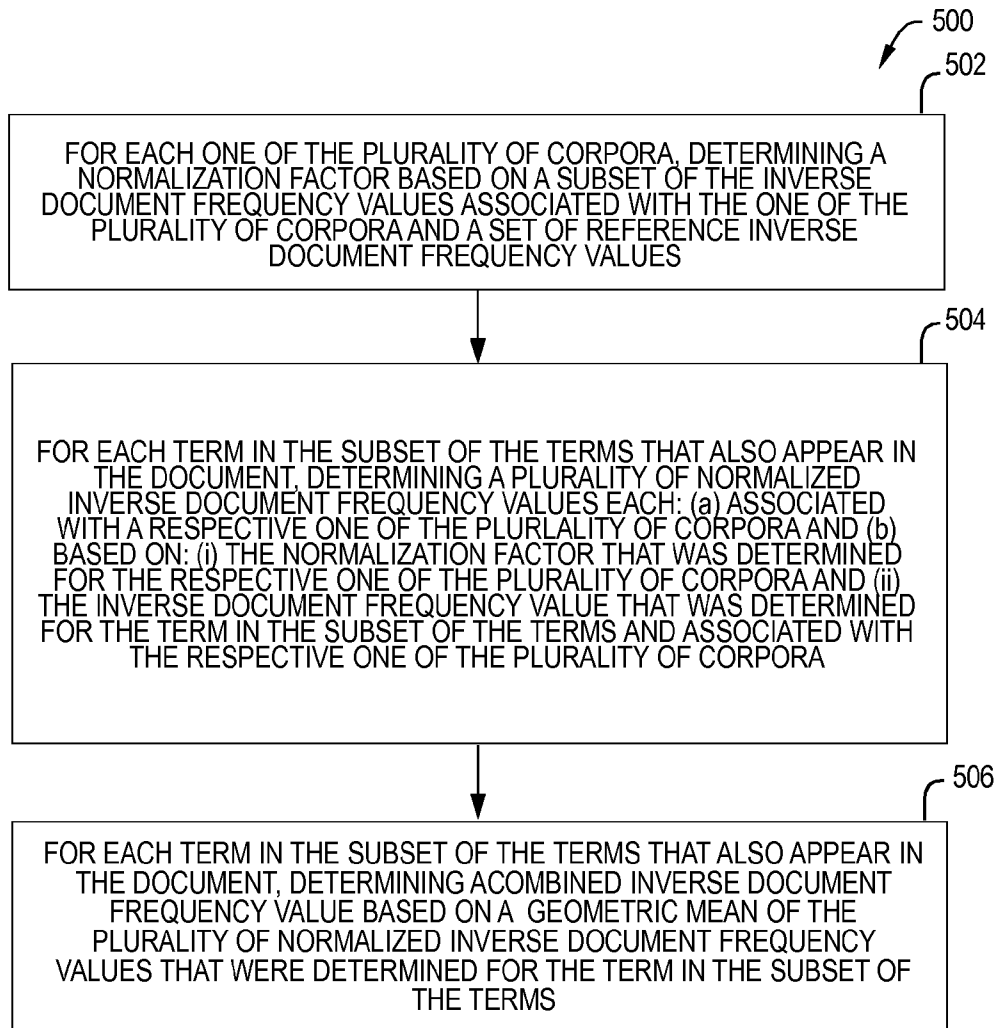 500
502
FOR EACH ONE OF THE PLURALITY OF CORPORA, DETERMINING A
NORMALIZATION FACTOR BASED ON A SUBSET OF THE INVERSE
DOCUMENT FREQUENCY VALUES ASSOCIATED WITH THE ONE OF THE
PLURALITY OF CORPORA AND A SET OF REFERENCE INVERSE
DOCUMENT FREQUENCY VALUES
504
FOR EACH TERM IN THE SUBSET OF THE TERMS THAT ALSO APPEAR IN
THE DOCUMENT, DETERMINING A PLURALITY OF NORMALIZED
INVERSE DOCUMENT FREQUENCY VALUES EACH: (a) ASSOCIATED
WITH A RESPECTIVE ONE OF THE PLURLALITY OF CORPORA AND (b)
BASED ON: (i) THE NORMALIZATION FACTOR THAT WAS DETERMINED
FOR THE RESPECTIVE ONE OF THE PLURALITY OF CORPORA AND (ii)
THE INVERSE DOCUMENT FREQUENCY VALUE THAT WAS DETERMINED
FOR THE TERM IN THE SUBSET OF THE TERMS AND ASSOCIATED WITH
THE RESPECTIVE ONE OF THE PLURALITY OF CORPORA
506
FOR EACH TERM IN THE SUBSET OF THE TERMS THAT ALSO APPEAR IN
THE DOCUMENT, DETERMINING ACOMBINED INVERSE DOCUMENT
FREQUENCY VALUE BASED ON A GEOMETRIC MEAN OF THE
PLURALITY OF NORMALIZED INVERSE DOCUMENT FREQUENCY
VALUES THAT WERE DETERMINED FOR THE TERM IN THE SUBSET OF
THE TERMS